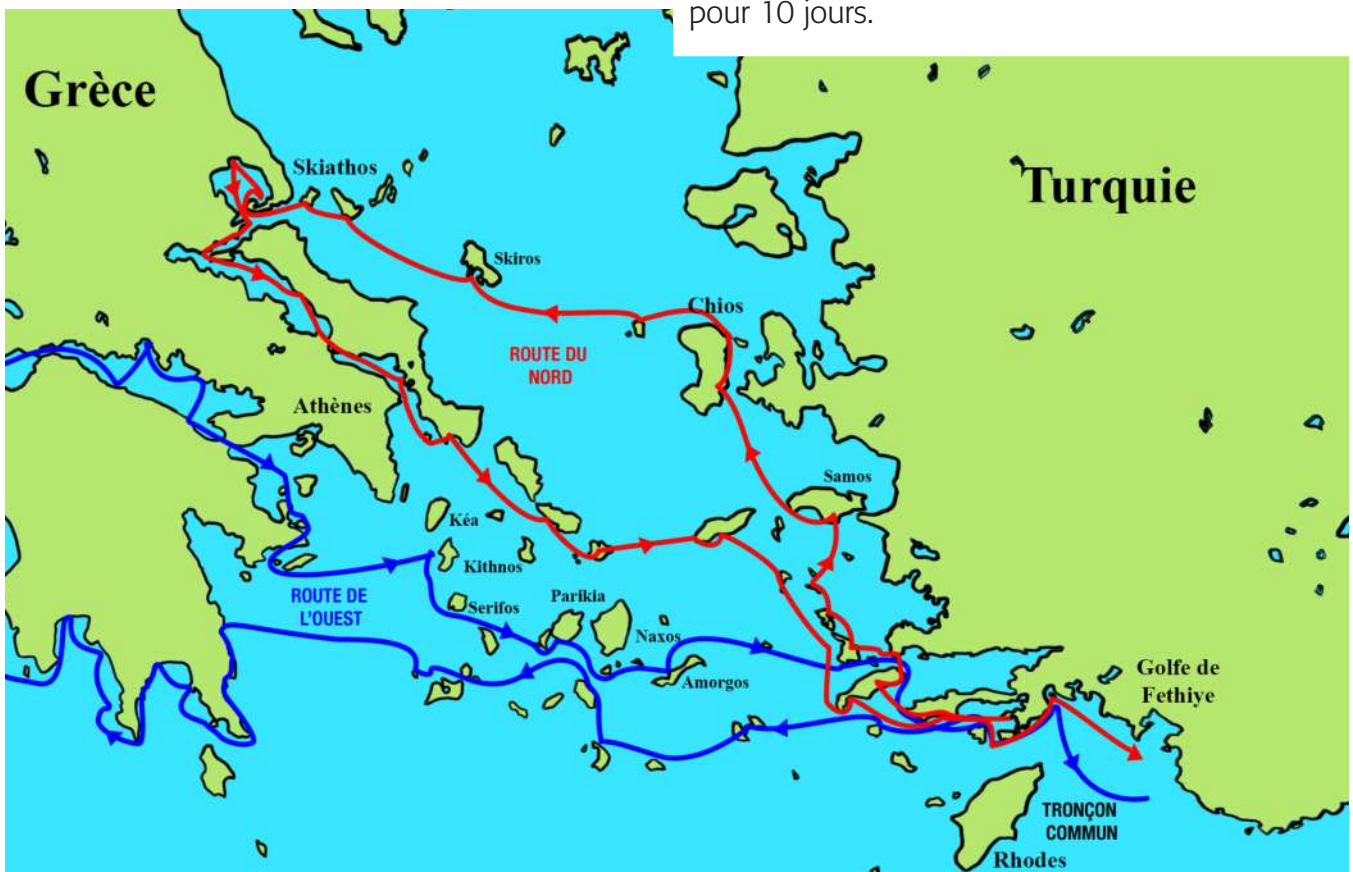 pour 10 jours.
Grèce
Skiathos
Turquie
Skiros
Chios
ROUTE DU
NORD
Athènes
Samos
Kéa
Kithnos
ROUTE DE
L'OUEST
Serifos
Parikia
Naxos
Amorgos
Golfe de
Fethiye
TRONÇON
COMMUN
Rhodes